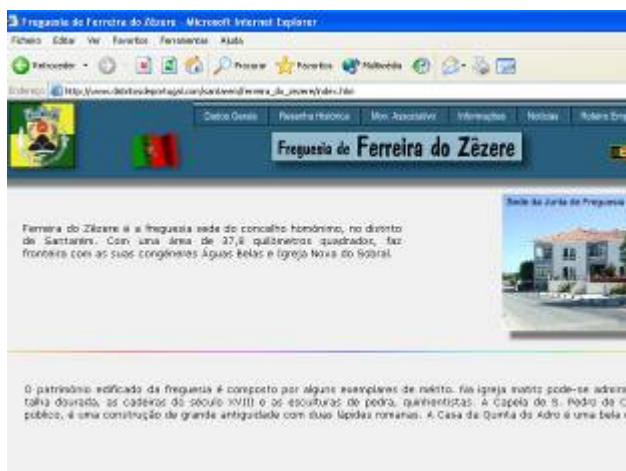 Freguesia de Ferreira do Zêzere - Microsoft Internet Explorer
Ficheiro Editar Ver Favoritos Ferramentas Ajuda
Retroceder Procurar Favoritos Multimédia
Endereço
Dados Gerais Resenha Histórica Mov. Associativo Informações Notícias Roteiro Emp
Freguesia de Ferreira do Zêzere
Sede da Junta de Freguesia
Ferreira do Zêzere é a freguesia sede do concelho homónimo, no distrito
de Santarém. Com uma área de 37,8 quilómetros quadrados, faz
fronteira com as suas congéneres Águas Belas e Igreja Nova do Sobral.
O património edificado da freguesia é composto por alguns exemplares de mérito. Na igreja matriz pode-se admira
talha dourada, as cadeiras do século XVIII e as esculturas de pedra, quinhentistas. A Capela de S. Pedro de C
público, é uma construção de grande antiguidade com duas lápides romanas. A Casa da Quinta do Adro é uma bela